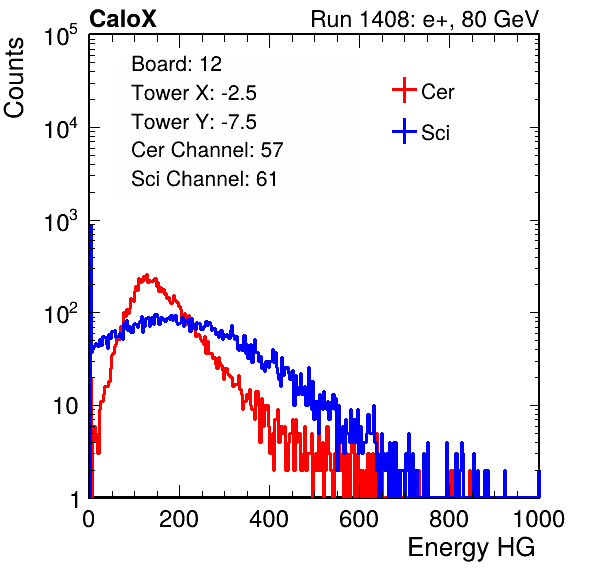 CaloX Run 1408: e+, 80 GeV
Counts
Board: 12
Tower X: -2.5
Tower Y: -7.5
Cer Channel: 57
Sci Channel: 61
Cer
Sci
10^5
10^4
10^3
10^2
10
1
0 200 400 600 800 1000
Energy HG